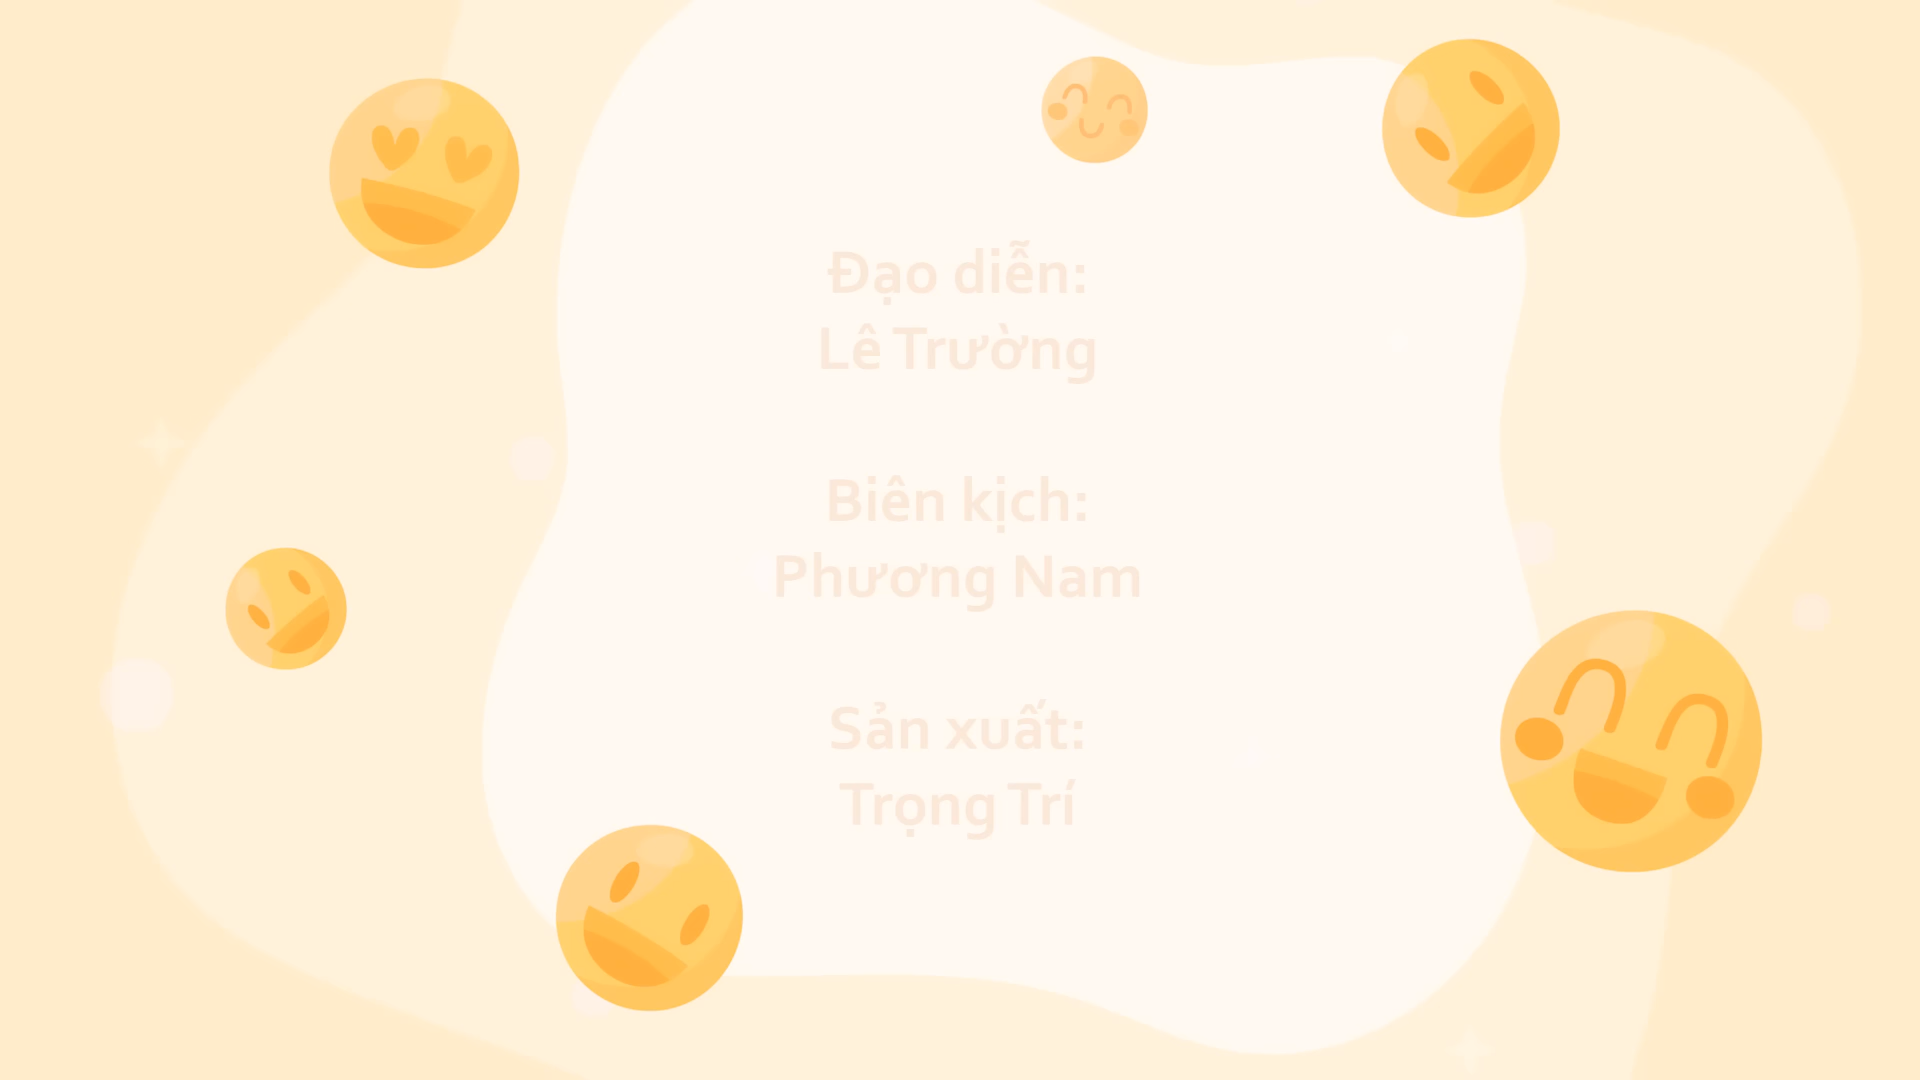 Đạo diễn:
Lê Trường
Biên kịch:
Phương Nam
Sản xuất:
Trọng Trí